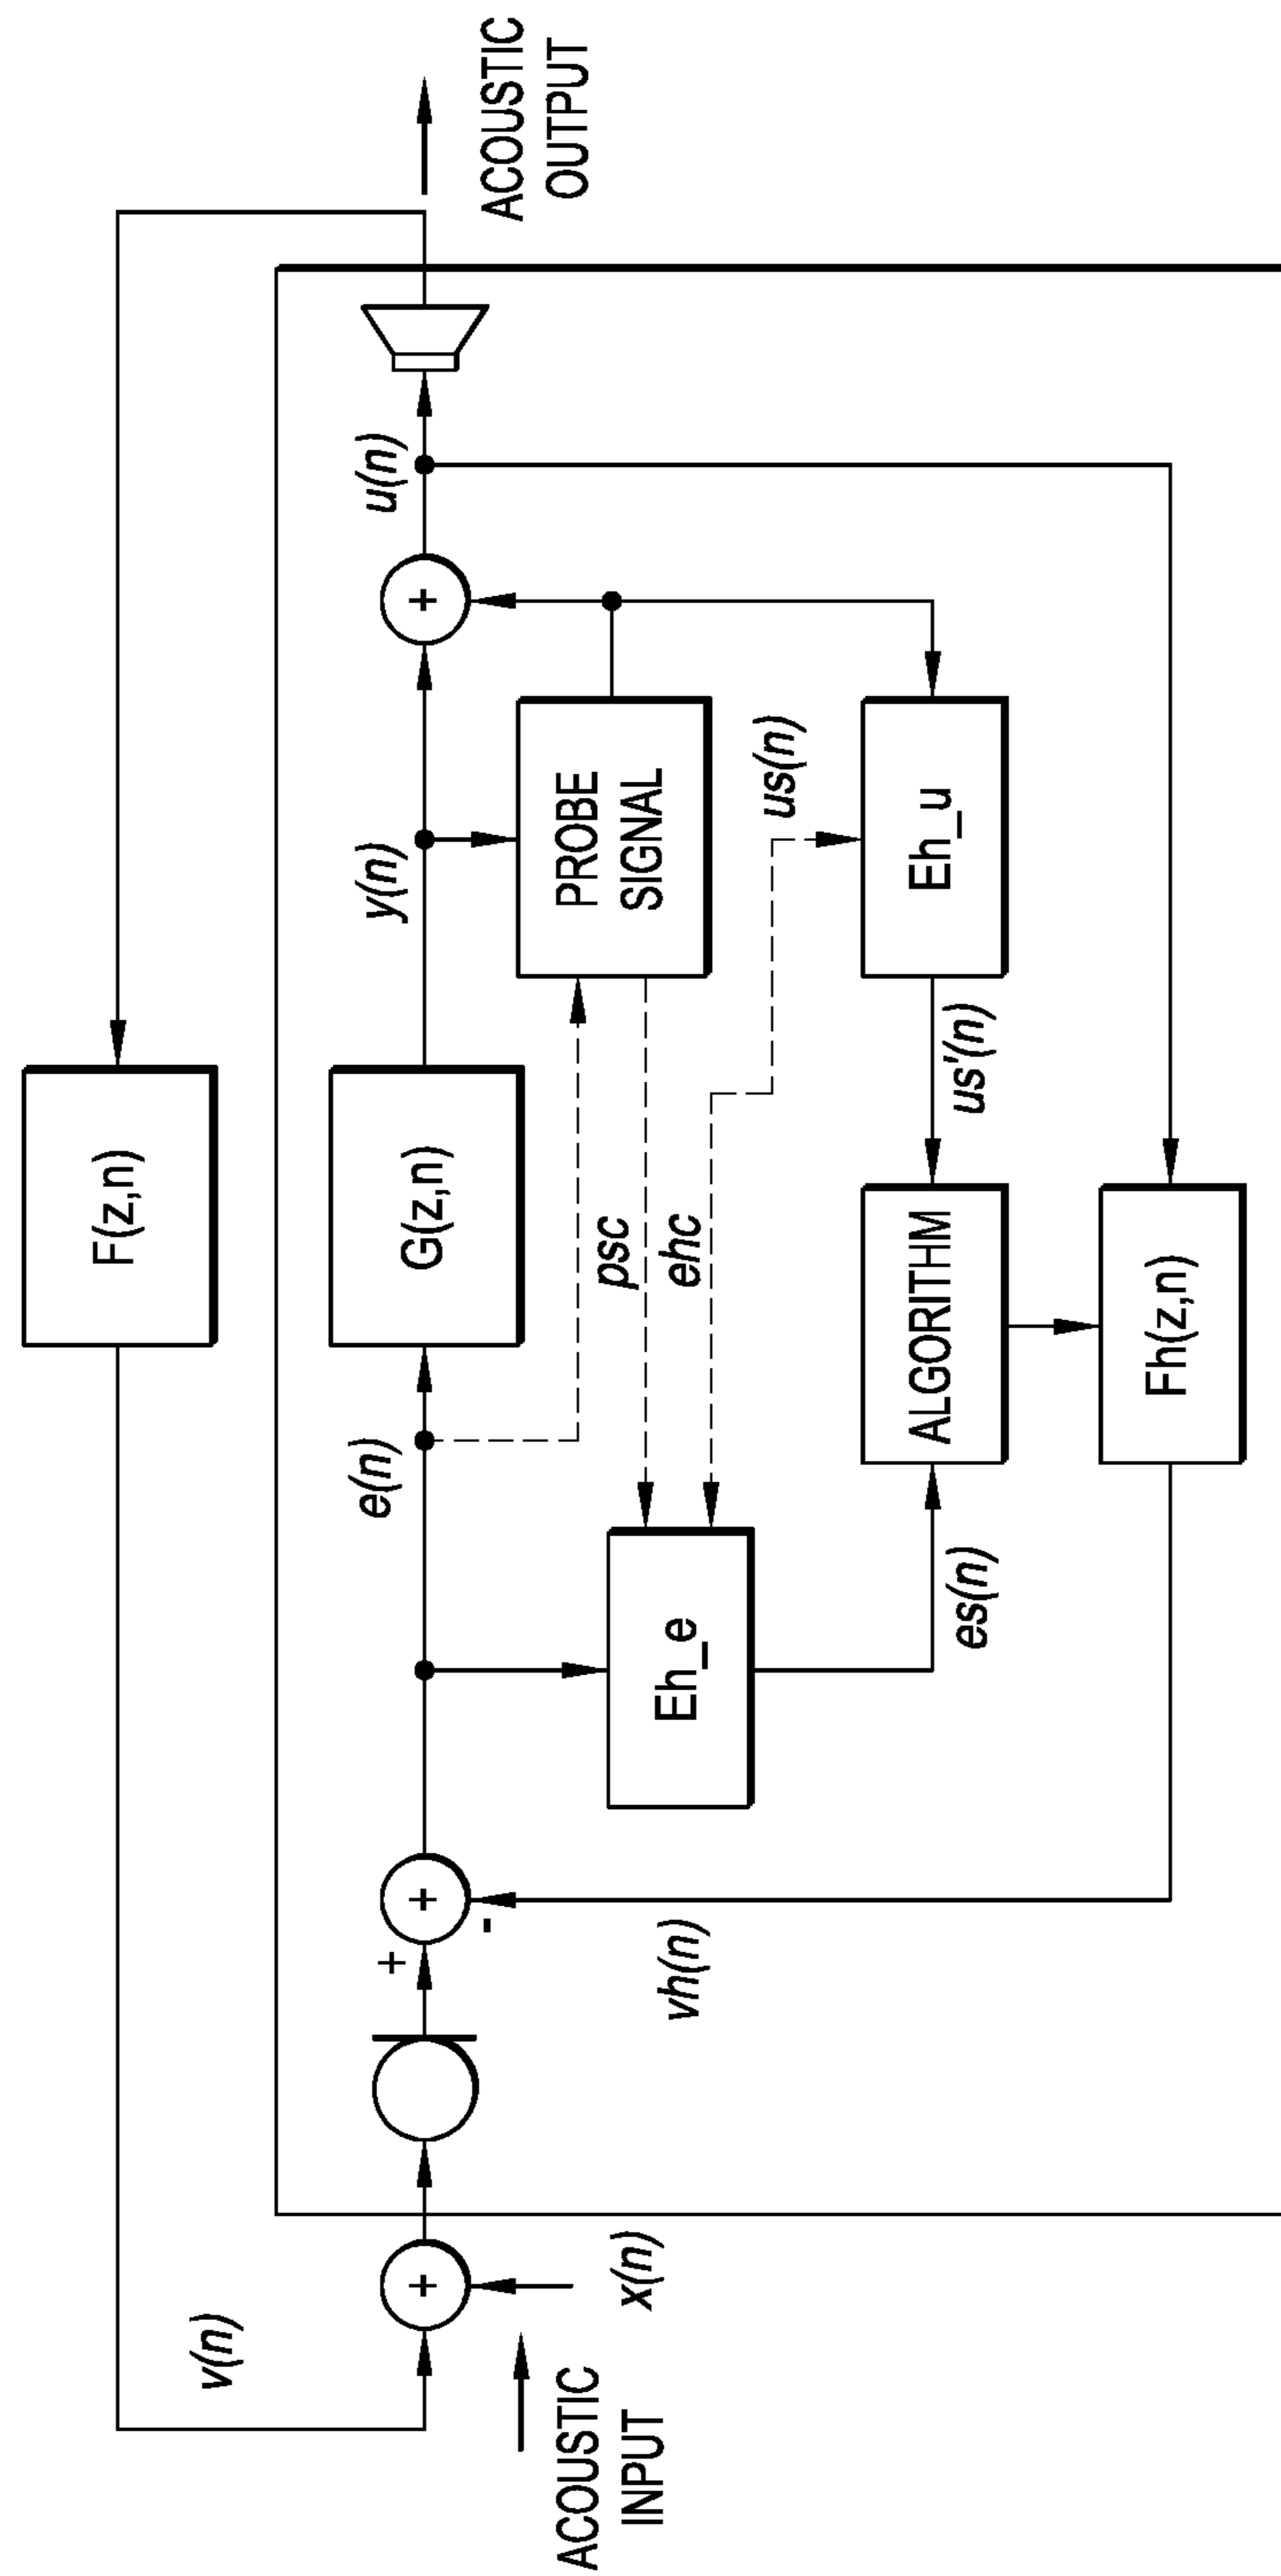 F(z,n)
v(n)
G(z,n)
e(n)
y(n)
u(n)
+
+
-
+
+
ACOUSTIC
OUTPUT
ACOUSTIC
INPUT
x(n)
PROBE
SIGNAL
psc
ehc
us(n)
Eh_e
Eh_u
vh(n)
es(n)
us'(n)
ALGORITHM
Fh(z,n)